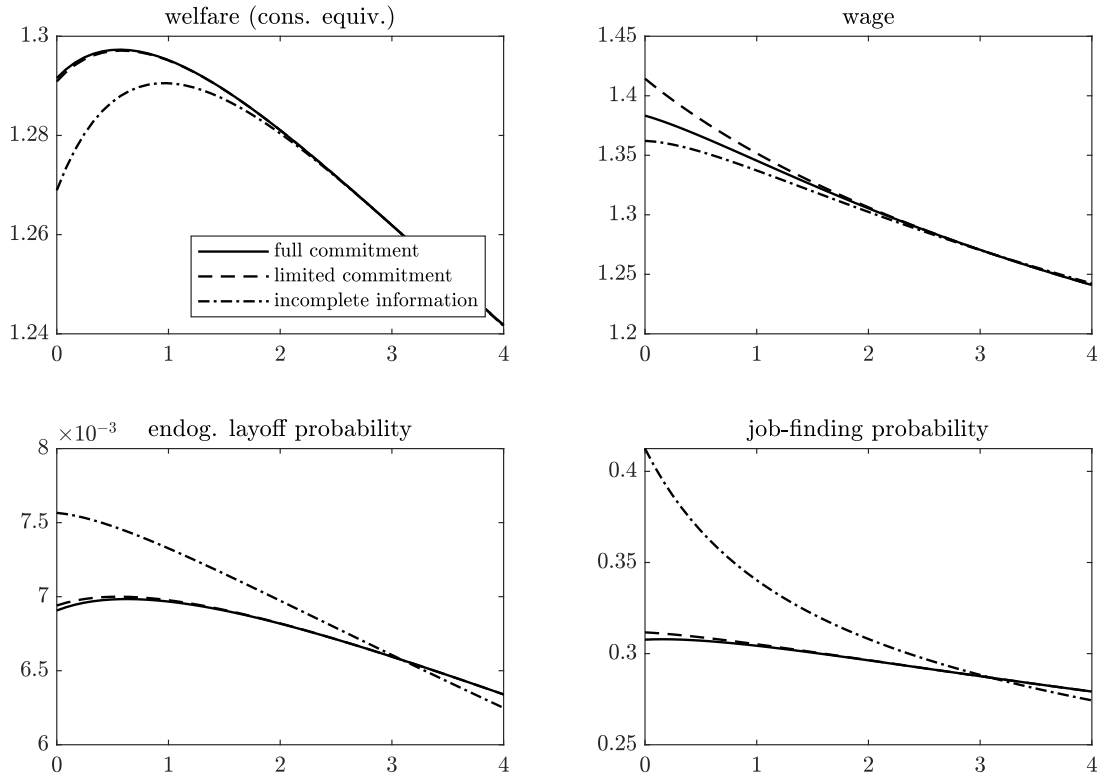 welfare (cons. equiv.)
1.3
1.28
1.26
1.24
0 1 2 3 4
full commitment
limited commitment
incomplete information
wage
1.45
1.4
1.35
1.3
1.25
1.2
0 1 2 3 4
×10⁻³ endog. layoff probability
8
7.5
7
6.5
6
0 1 2 3 4
job-finding probability
0.4
0.35
0.3
0.25
0 1 2 3 4